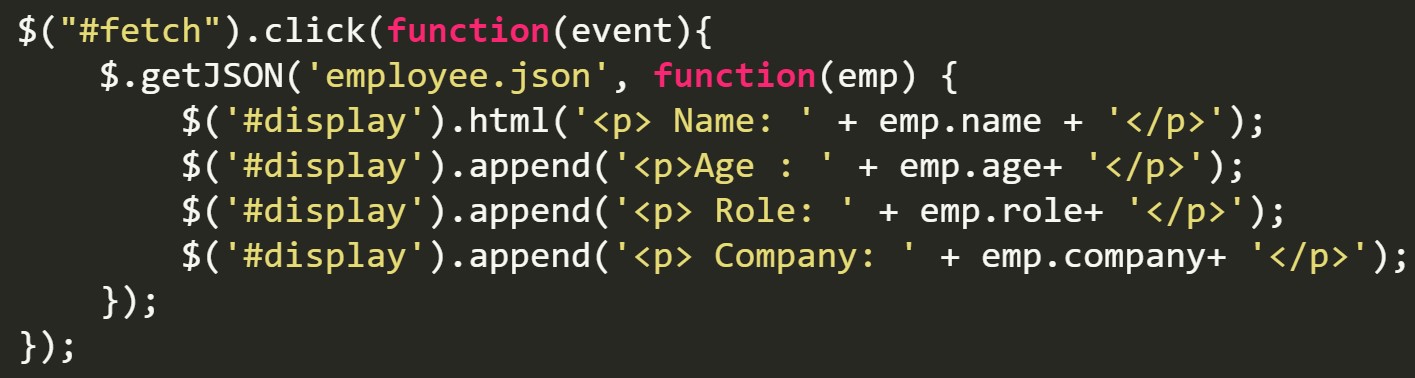 $("#fetch").click(function(event){
    $.getJSON('employee.json', function(emp) {
        $('#display').html('<p> Name: ' + emp.name + '</p>');
        $('#display').append('<p>Age : ' + emp.age+ '</p>');
        $('#display').append('<p> Role: ' + emp.role+ '</p>');
        $('#display').append('<p> Company: ' + emp.company+ '</p>');
    });
});